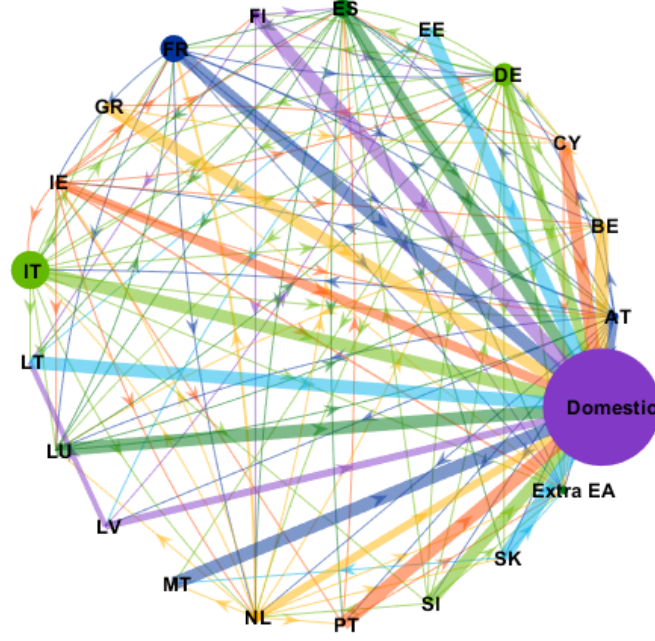 ES
FI
EE
FR
DE
GR
CY
IE
BE
IT
AT
LT
Domestic
LU
Extra EA
LV
SK
MT
SI
NL
PT